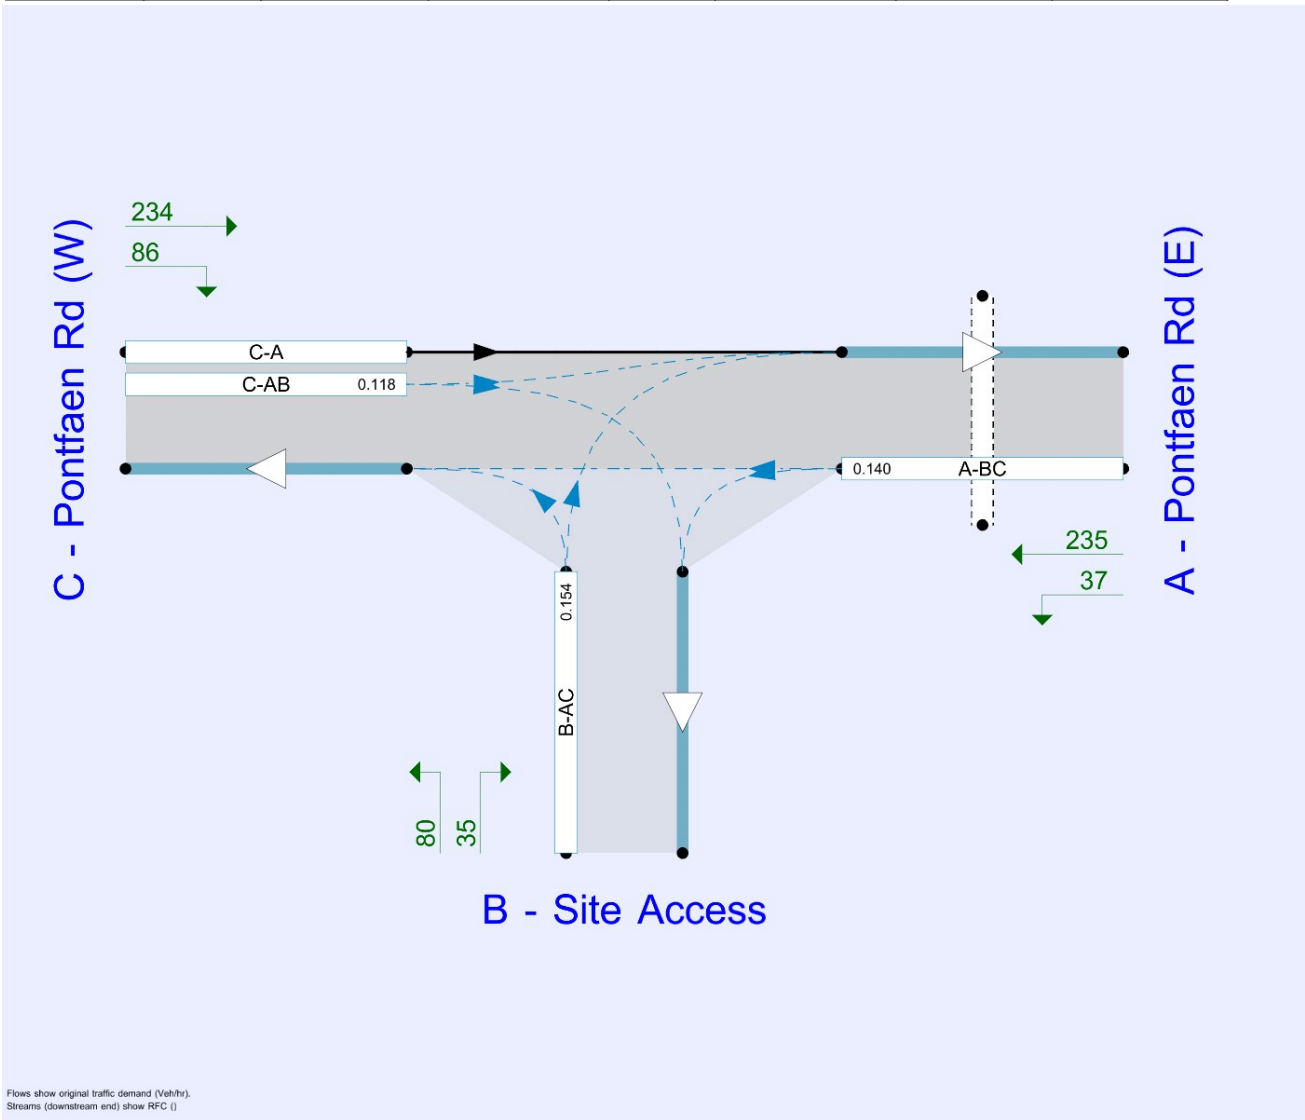 234
86
C - Pontfaen Rd (W)
A - Pontfaen Rd (E)
C-A
C-AB 0.118
0.140 A-BC
235
37
0.154
B-AC
80
35
B - Site Access
Flows show original traffic demand (Veh/hr).
Streams (downstream end) show RFC ()